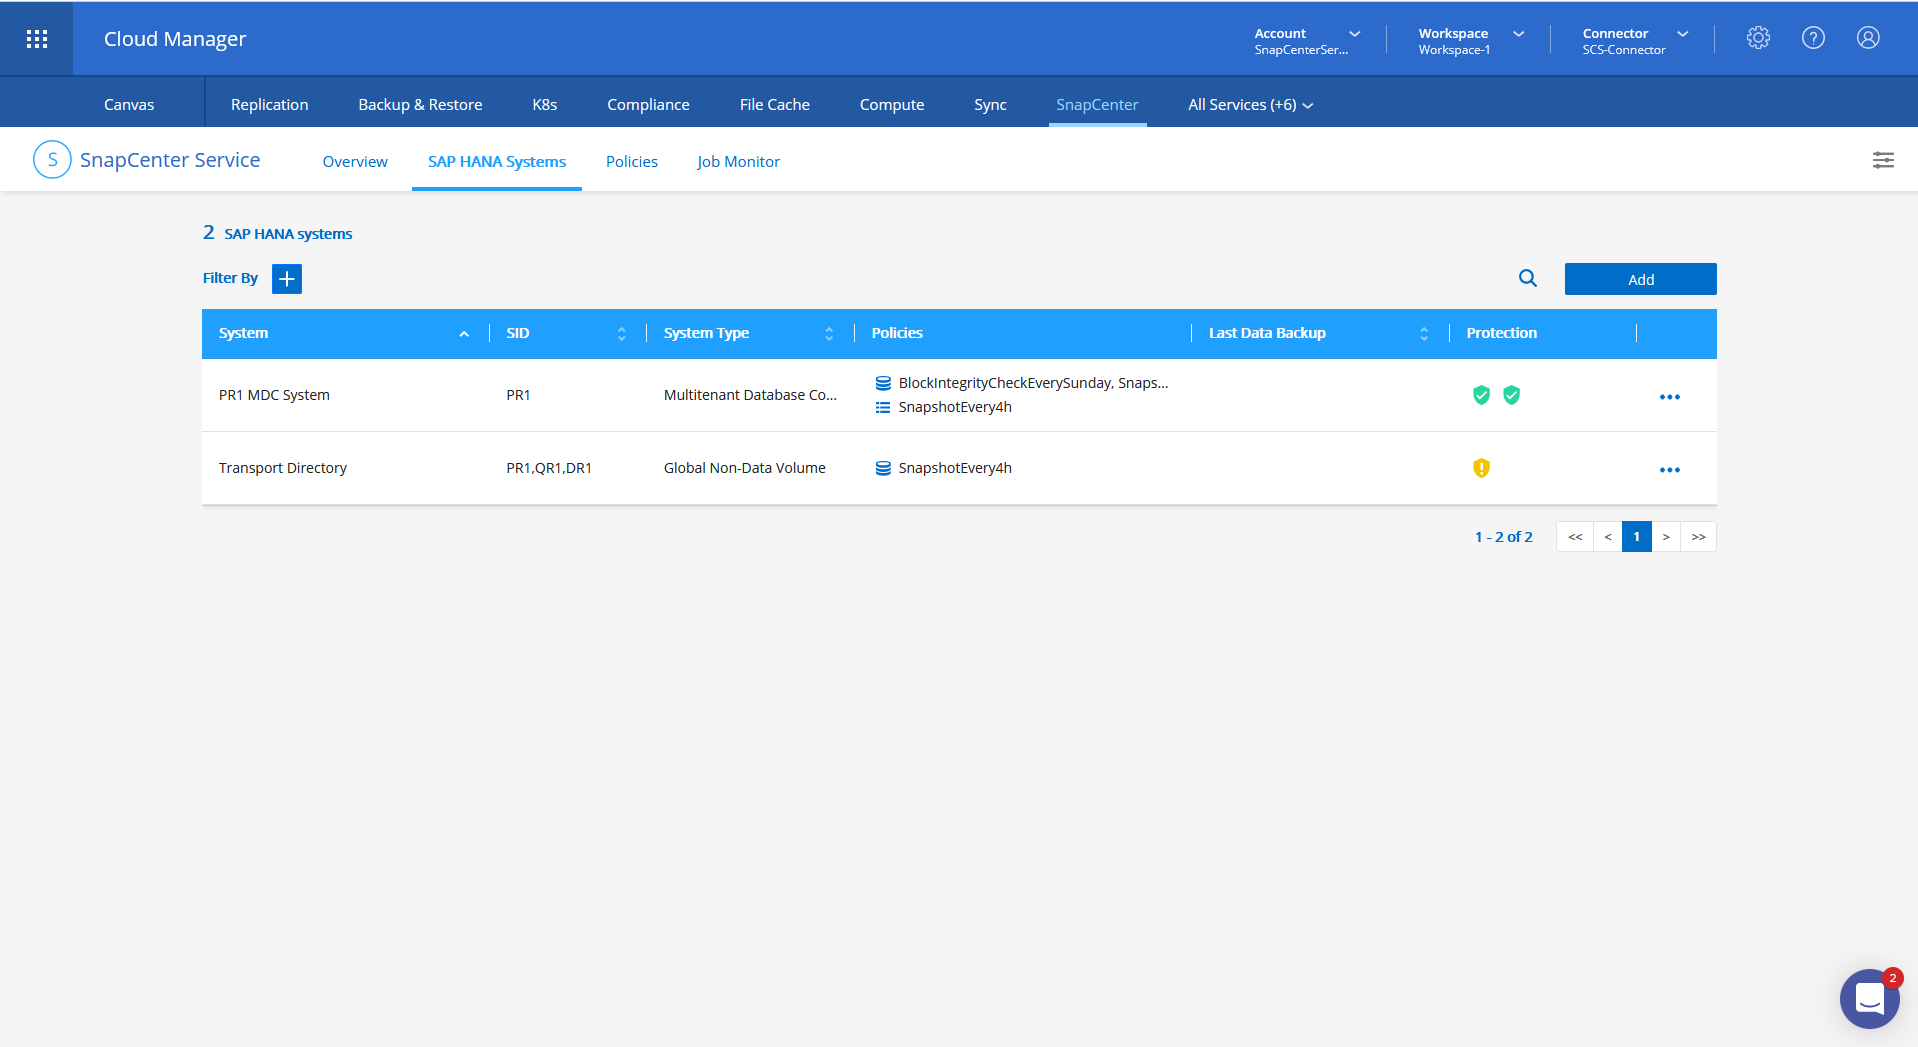 Cloud Manager
Account
SnapCenterSer...
Workspace
Workspace-1
Connector
SCS-Connector
?
Canvas
Replication
Backup & Restore
K8s
Compliance
File Cache
Compute
Sync
SnapCenter
All Services (+6)
S
SnapCenter Service
Overview
SAP HANA Systems
Policies
Job Monitor
2 SAP HANA systems
Filter By
+
Add
System
SID
System Type
Policies
Last Data Backup
Protection
PR1 MDC System
PR1
Multitenant Database Co...
BlockIntegrityCheckEverySunday, Snaps...
SnapshotEvery4h
Transport Directory
PR1,QR1,DR1
Global Non-Data Volume
SnapshotEvery4h
1 - 2 of 2
<<
<
1
>
>>
2